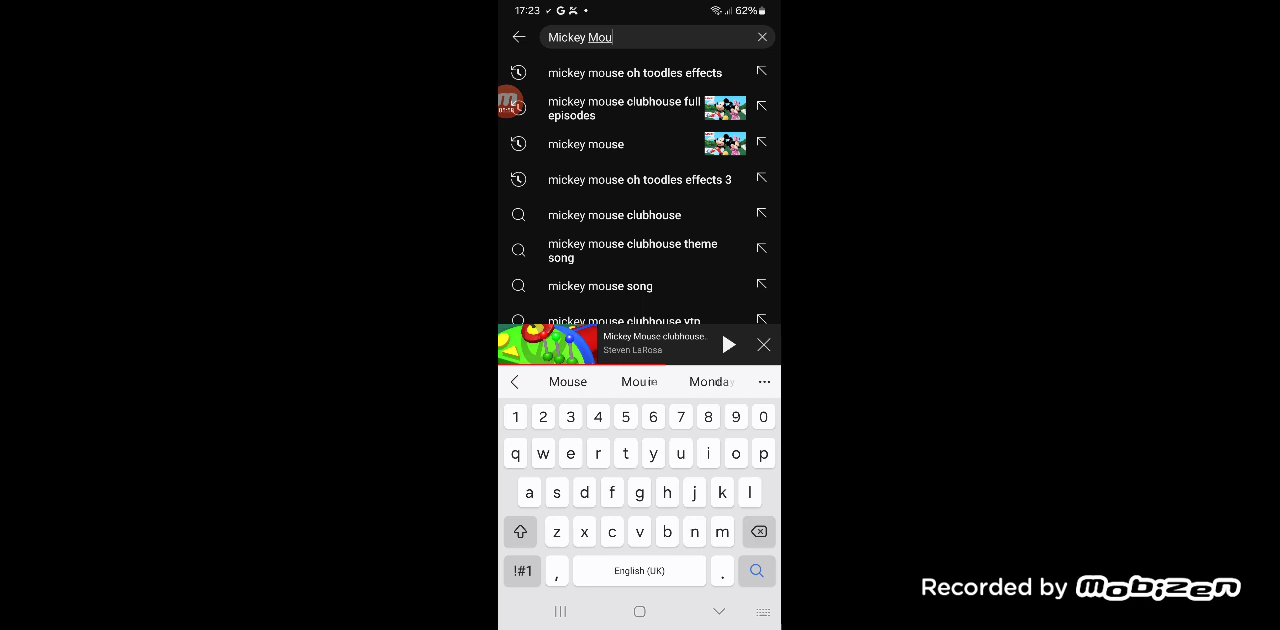 17:23
62%
Mickey Mou
mickey mouse oh toodles effects
mickey mouse clubhouse full
episodes
mickey mouse
mickey mouse oh toodles effects 3
mickey mouse clubhouse
mickey mouse clubhouse theme
song
mickey mouse song
mickey mouse clubhouse ytp
Mickey Mouse clubhouse..
Steven LaRosa
Mouse Monday
1 2 3 4 5 6 7 8 9 0
q w e r t y u i o p
a s d f g h j k l
z x c v b n m
!#1 , English (UK) .
Recorded by mobizen